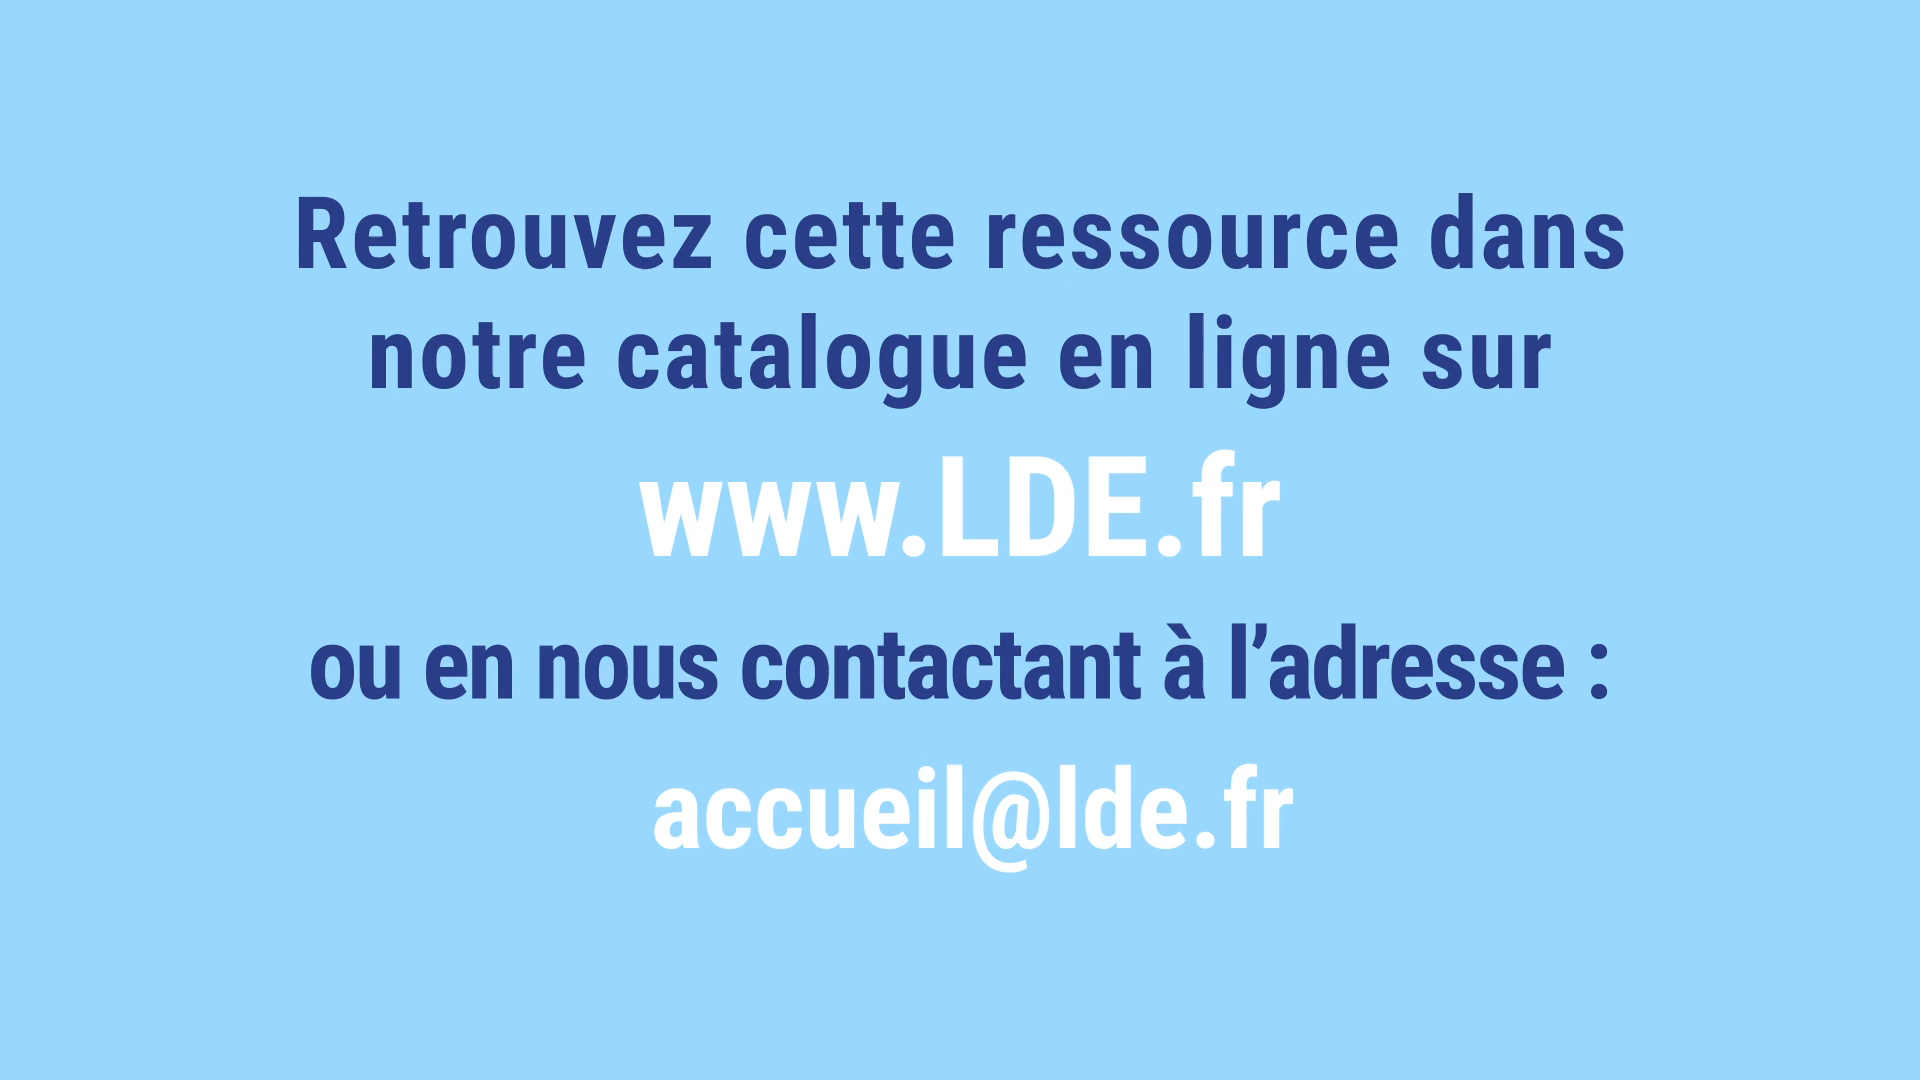 Retrouvez cette ressource dans
notre catalogue en ligne sur
www.LDE.fr
ou en nous contactant à l’adresse :
accueil@lde.fr